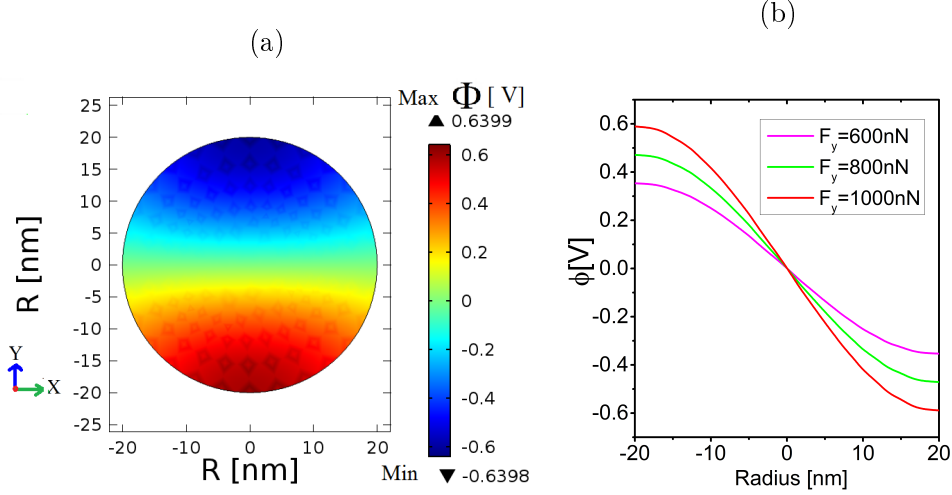 (a)
(b)
Max Φ [ V]
0.6399
25
20
15
10
5
0
-5
-10
-15
-20
-25
R [nm]
-20
-10
0
10
20
R [nm]
Y
X
0.6
0.4
0.2
0
-0.2
-0.4
-0.6
Min
-0.6398
ϕ[V]
0.6
0.4
0.2
0.0
-0.2
-0.4
-0.6
Fy=600nN
Fy=800nN
Fy=1000nN
-20
-10
0
10
20
Radius [nm]